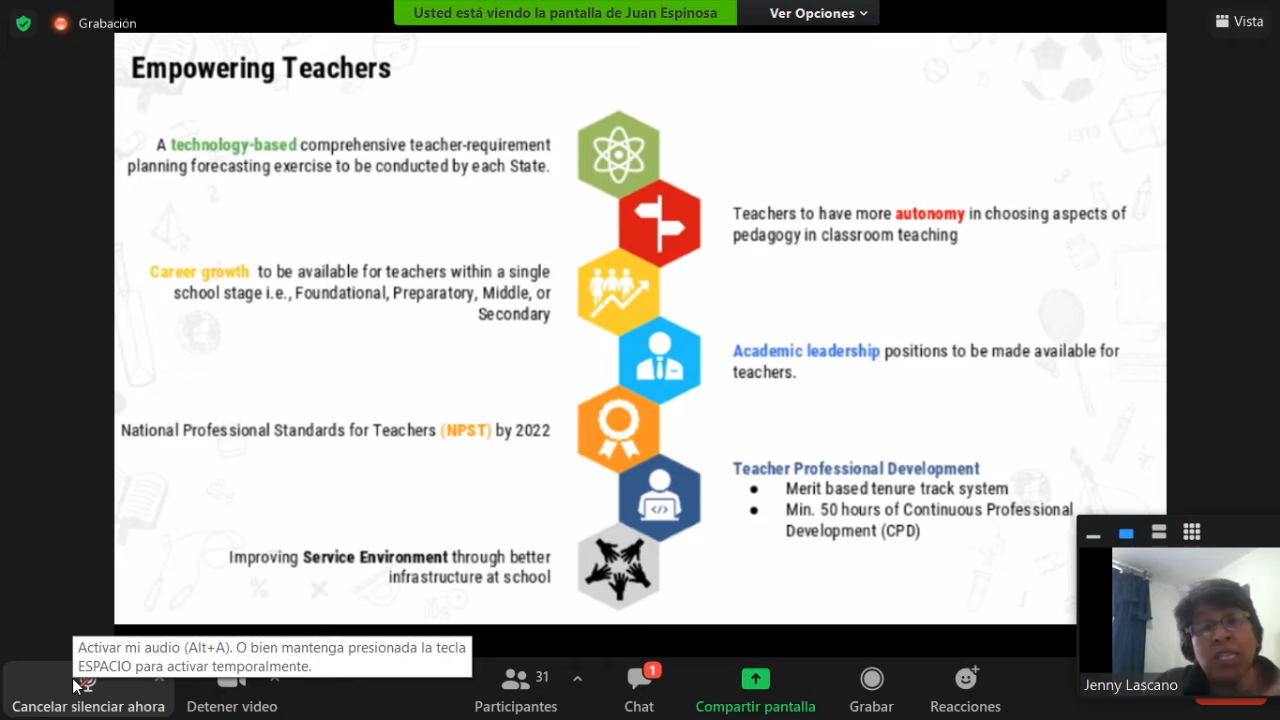 Grabación
Usted está viendo la pantalla de Juan Espinosa
Ver Opciones
Vista
Empowering Teachers
A technology-based comprehensive teacher-requirement
planning forecasting exercise to be conducted by each State.
Teachers to have more autonomy in choosing aspects of
pedagogy in classroom teaching
Career growth to be available for teachers within a single
school stage i.e., Foundational, Preparatory, Middle, or
Secondary
Academic leadership positions to be made available for
teachers.
National Professional Standards for Teachers (NPST) by 2022
Teacher Professional Development
● Merit based tenure track system
● Min. 50 hours of Continuous Professional
Development (CPD)
Improving Service Environment through better
infrastructure at school
Activar mi audio (Alt+A). O bien mantenga presionada la tecla
ESPACIO para activar temporalmente.
Jenny Lascano
31
1
Cancelar silenciar ahora
Detener video
Participantes
Chat
Compartir pantalla
Grabar
Reacciones